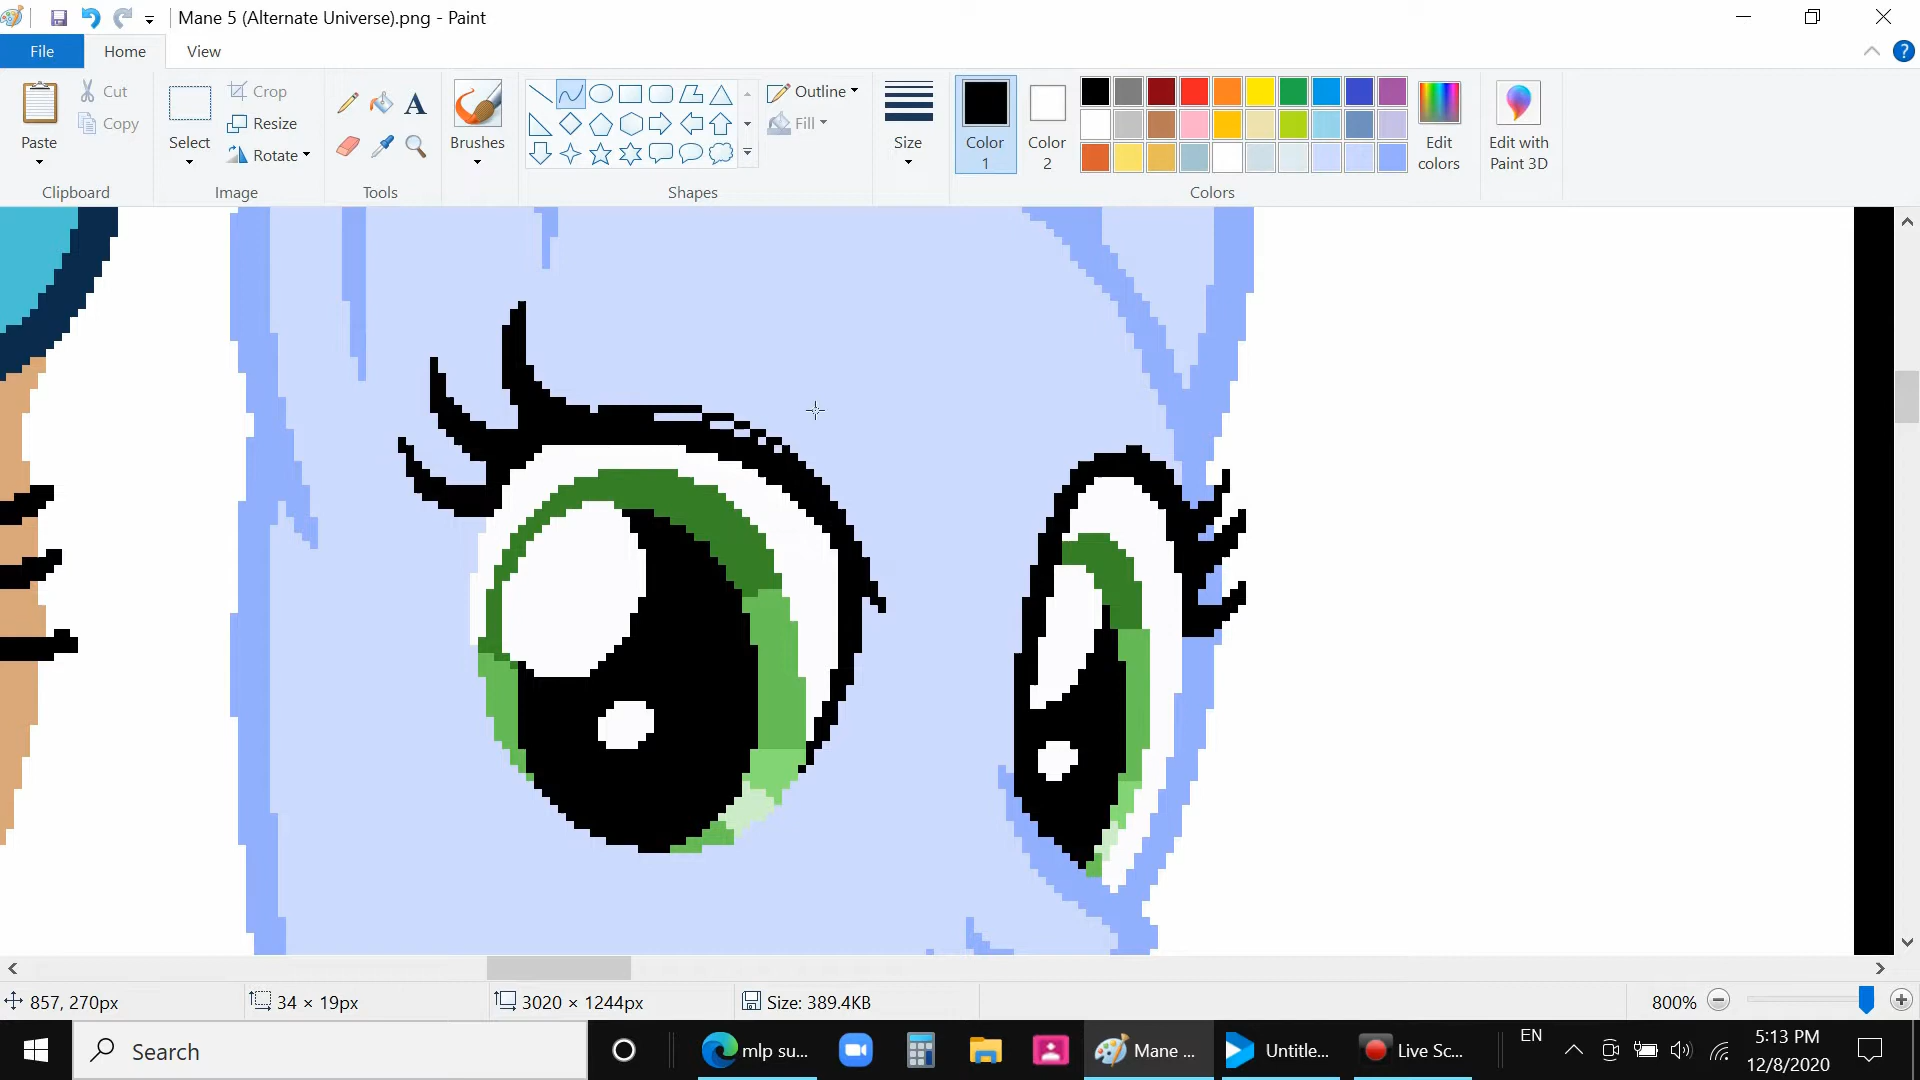 Mane 5 (Alternate Universe).png - Paint
File Home View
Paste
Cut
Copy
Clipboard
Select
Crop
Resize
Rotate
Image
A
Tools
Brushes
Shapes
Outline
Fill
Size
Color 1
Color 2
Colors
Edit colors
Edit with Paint 3D
?
857, 270px
34 × 19px
3020 × 1244px
Size: 389.4KB
800%
Search
mlp su...
Mane ...
Untitle...
Live Sc...
EN
5:13 PM
12/8/2020